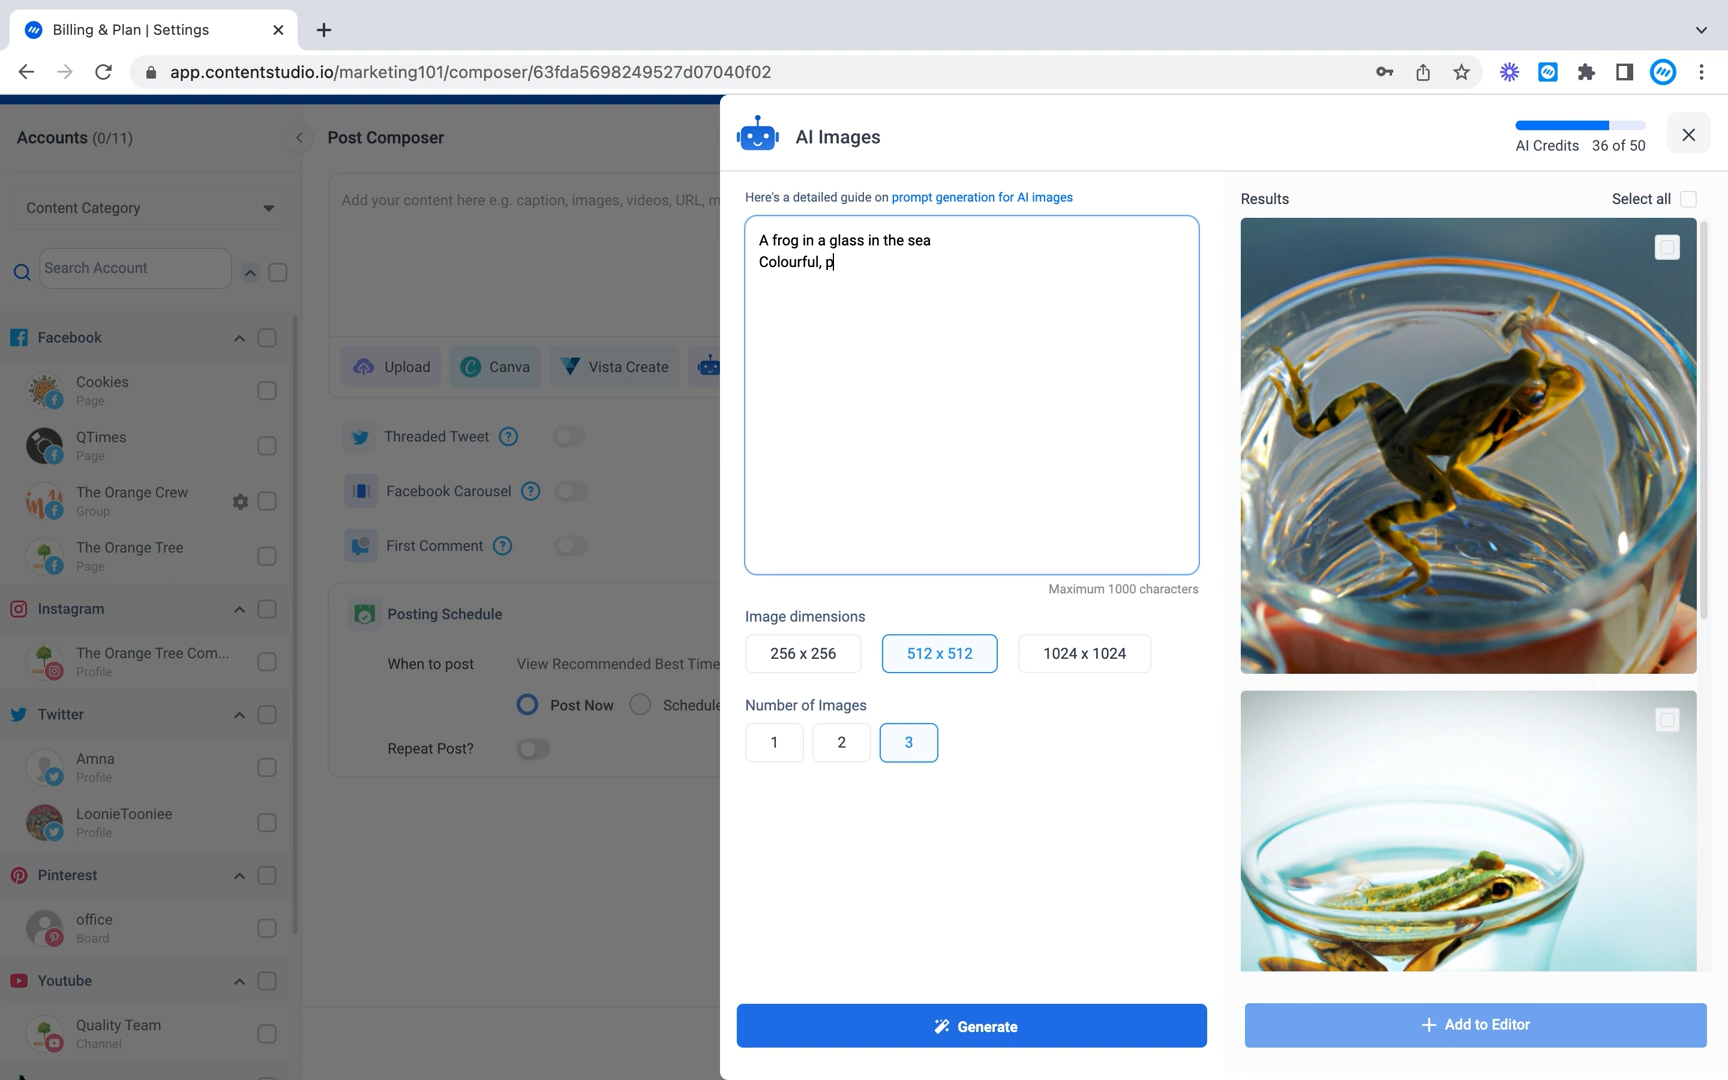 Billing & Plan | Settings
app.contentstudio.io/marketing101/composer/63fda5698249527d07040f02
Accounts (0/11)
Content Category
Search Account
Facebook
Cookies
Page
QTimes
Page
The Orange Crew
Group
The Orange Tree
Page
Instagram
The Orange Tree Com...
Profile
Twitter
Amna
Profile
LoonieTooniee
Profile
Pinterest
office
Board
Youtube
Quality Team
Channel
Post Composer
Add your content here e.g. caption, images, videos, URL, m
Upload
Canva
Vista Create
Threaded Tweet ?
Facebook Carousel ?
First Comment ?
Posting Schedule
When to post
View Recommended Best Time
Post Now
Schedule
Repeat Post?
AI Images
AI Credits 36 of 50
Here's a detailed guide on prompt generation for AI images
A frog in a glass in the sea
Colourful, p
Maximum 1000 characters
Image dimensions
256 x 256
512 x 512
1024 x 1024
Number of Images
1
2
3
Generate
Results
Select all
Add to Editor